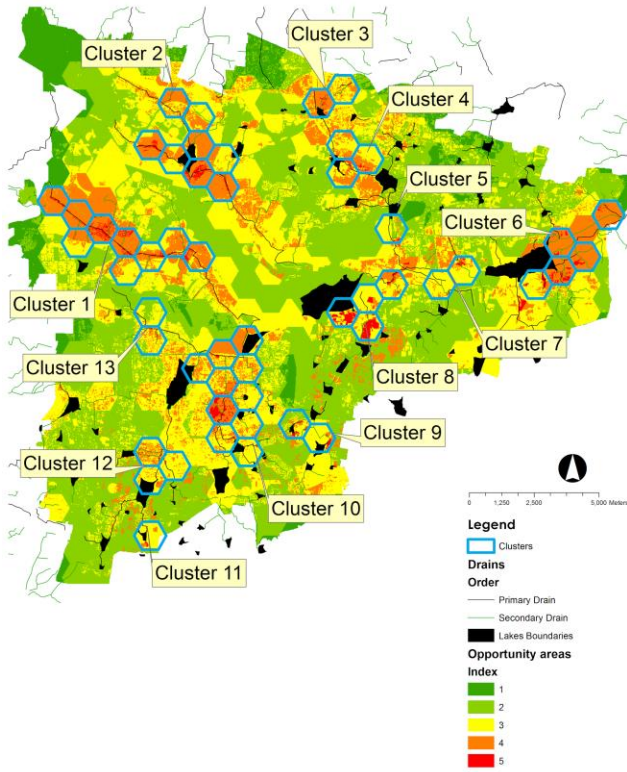 Cluster 3
Cluster 2
Cluster 4
Cluster 5
Cluster 6
Cluster 1
Cluster 7
Cluster 13
Cluster 8
Cluster 9
Cluster 12
Cluster 10
Cluster 11
0 1,250 2,500 5,000 Meters
Legend
Clusters
Drains
Order
Primary Drain
Secondary Drain
Lakes Boundaries
Opportunity areas
Index
1
2
3
4
5